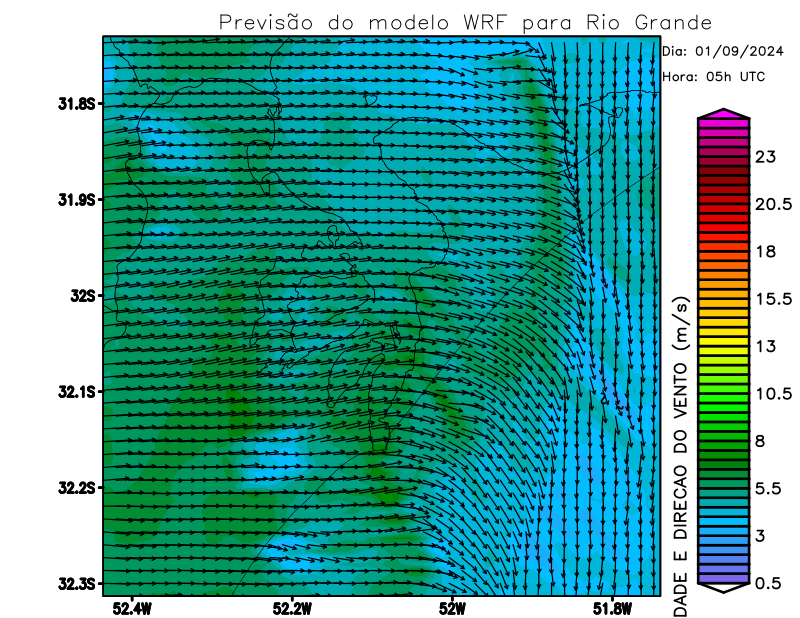 Previsão do modelo WRF para Rio Grande
Dia: 01/09/2024
Hora: 05h UTC
31.8S
31.9S
32S
32.1S
32.2S
32.3S
52.4W
52.2W
52W
51.8W
23
20.5
18
15.5
13
10.5
8
5.5
3
0.5
DADE E DIRECAO DO VENTO (m/s)